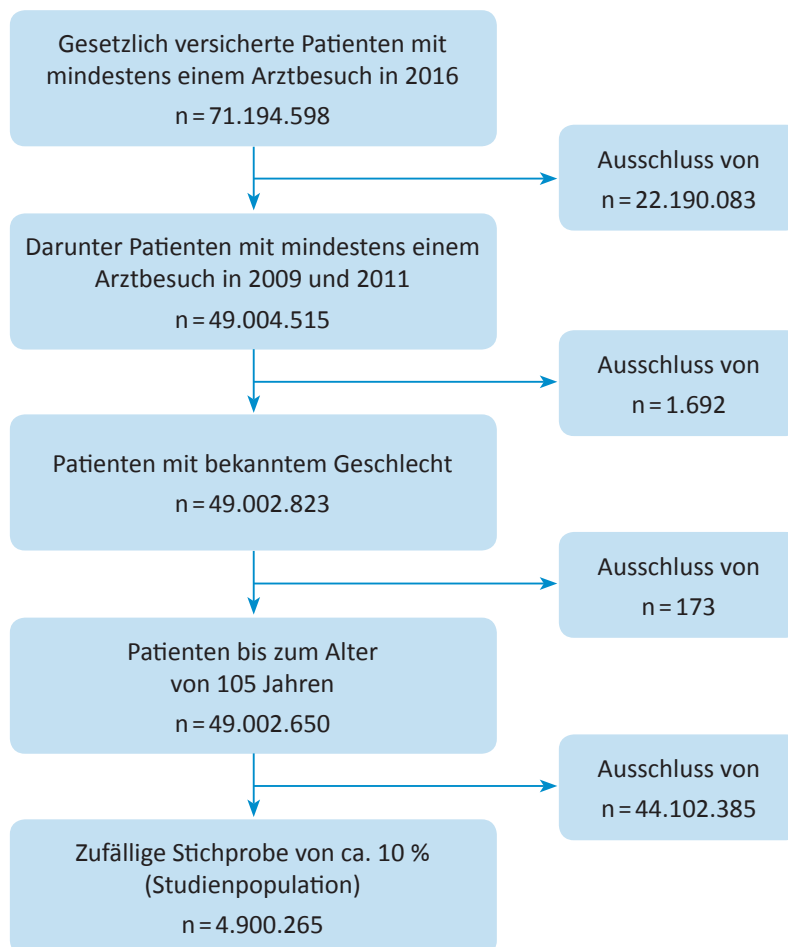 Gesetzlich versicherte Patienten mit
mindestens einem Arztbesuch in 2016
n = 71.194.598
Ausschluss von
n = 22.190.083
Darunter Patienten mit mindestens einem
Arztbesuch in 2009 und 2011
n = 49.004.515
Ausschluss von
n = 1.692
Patienten mit bekanntem Geschlecht
n = 49.002.823
Ausschluss von
n = 173
Patienten bis zum Alter
von 105 Jahren
n = 49.002.650
Ausschluss von
n = 44.102.385
Zufällige Stichprobe von ca. 10 %
(Studienpopulation)
n = 4.900.265